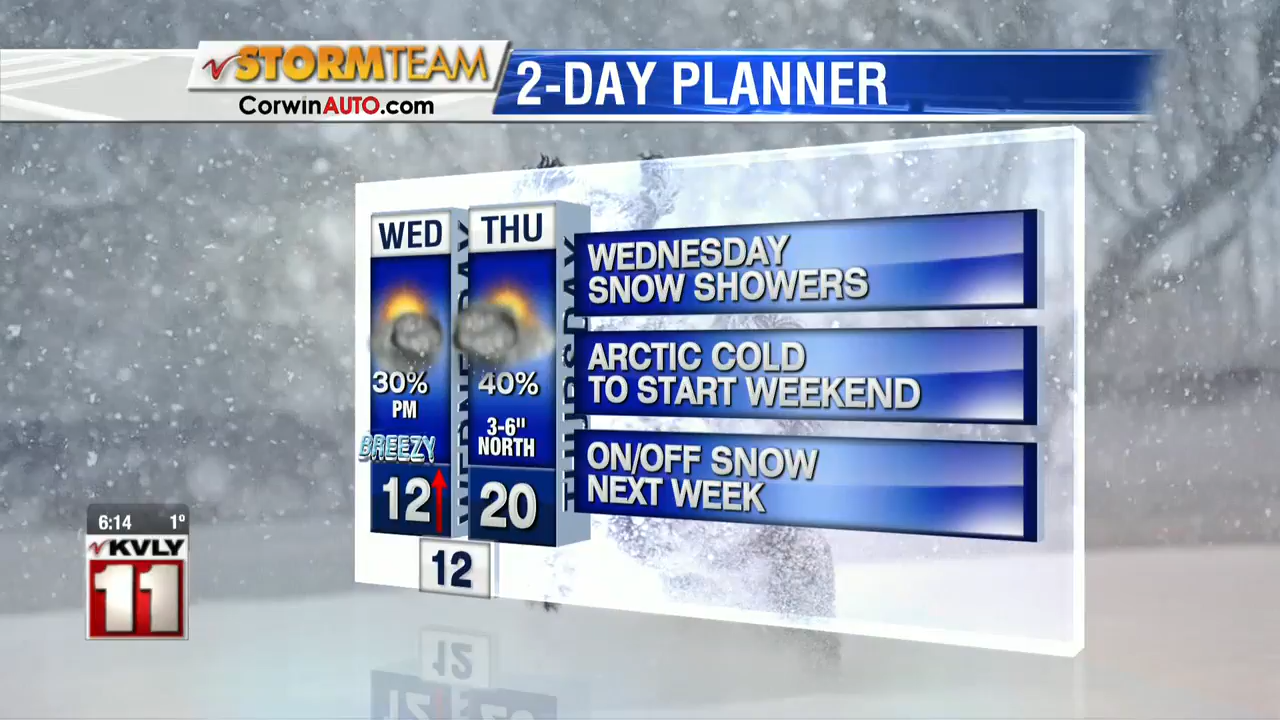 STORMTEAM
CorwinAUTO.com
2-DAY PLANNER
WED
30%
PM
BREEZY
12
WEDNESDAY
THU
40%
3-6"
NORTH
20
THURSDAY
12
WEDNESDAY
SNOW SHOWERS
ARCTIC COLD
TO START WEEKEND
ON/OFF SNOW
NEXT WEEK
6:14 1°
KVLY
11